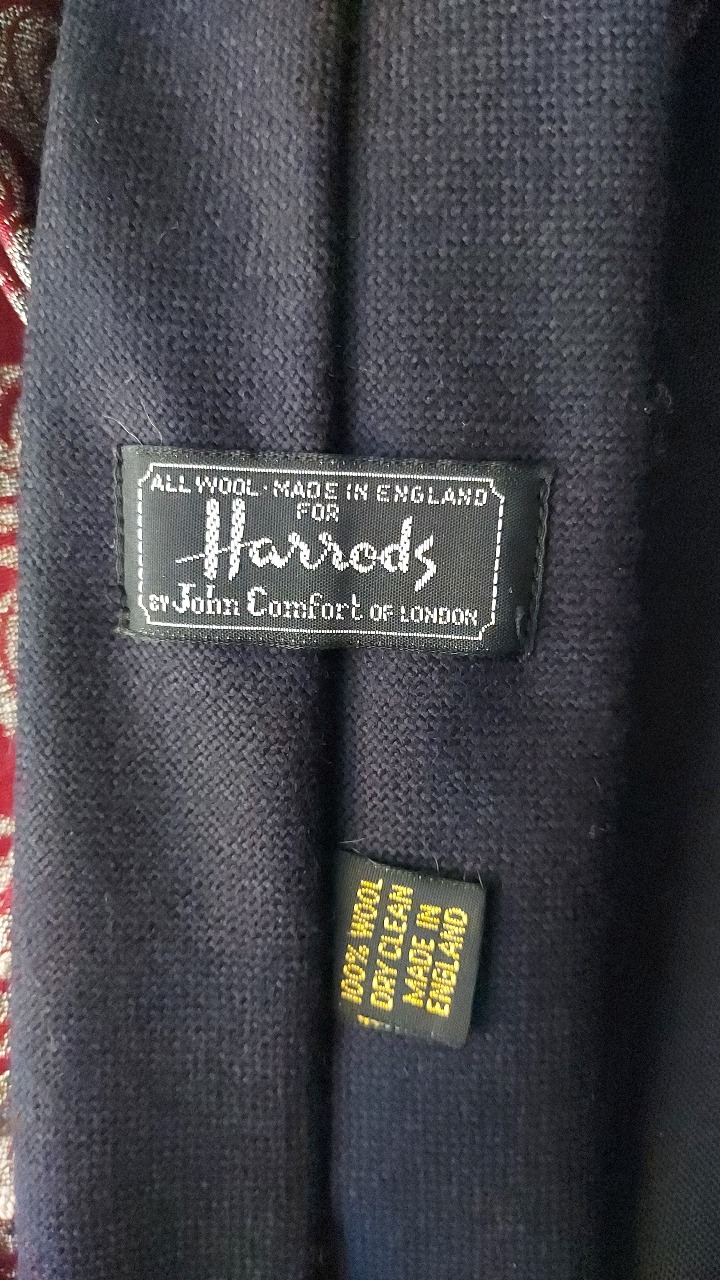 ALL WOOL · MADE IN ENGLAND
FOR
Harrods
BY John Comfort OF LONDON
100% WOOL
DRY CLEAN
MADE IN
ENGLAND